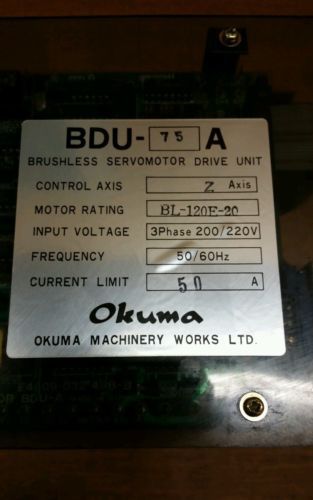 BDU-75A
BRUSHLESS SERVOMOTOR DRIVE UNIT
CONTROL AXIS Z Axis
MOTOR RATING BL-120E-20
INPUT VOLTAGE 3Phase 200/220V
FREQUENCY 50/60Hz
CURRENT LIMIT 50 A
Okuma
OKUMA MACHINERY WORKS LTD.
BDU-A